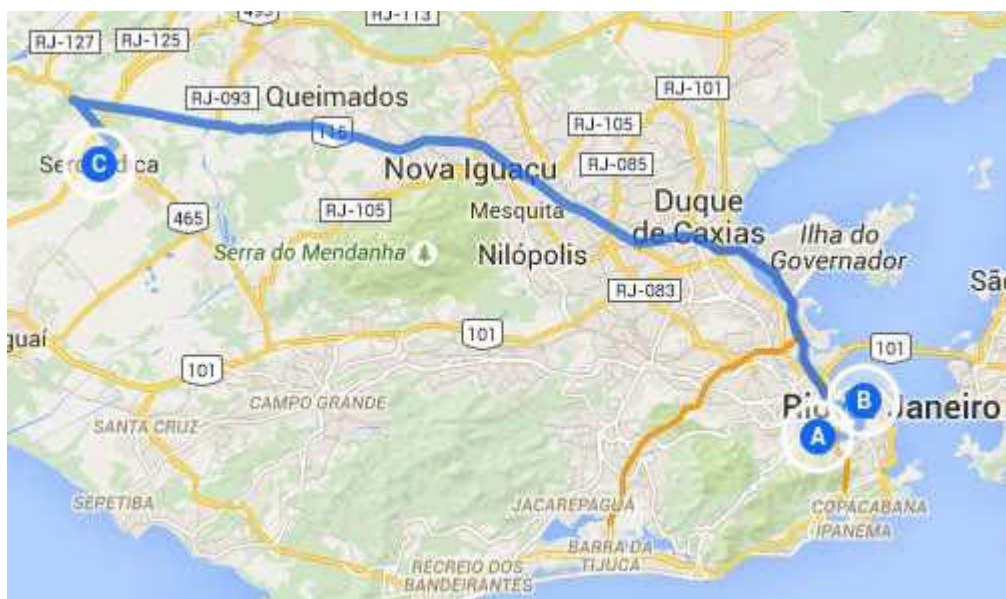 493
RJ-113
RJ-127
RJ-125
RJ-101
RJ-093
Queimados
116
RJ-105
C
Nova Iguaçu
RJ-085
465
RJ-105
Mesquita
Duque
de Caxias
Serra do Mendanha
Nilópolis
Ilha do
Governador
RJ-083
guaí
101
101
101
CAMPO GRANDE
B
Janeiro
A
SANTA CRUZ
SEPETIBA
JACAREPAGUÁ
COPACABANA
IPANEMA
BARRA DA
TIJUCA
RECREIO DOS
BANDEIRANTES